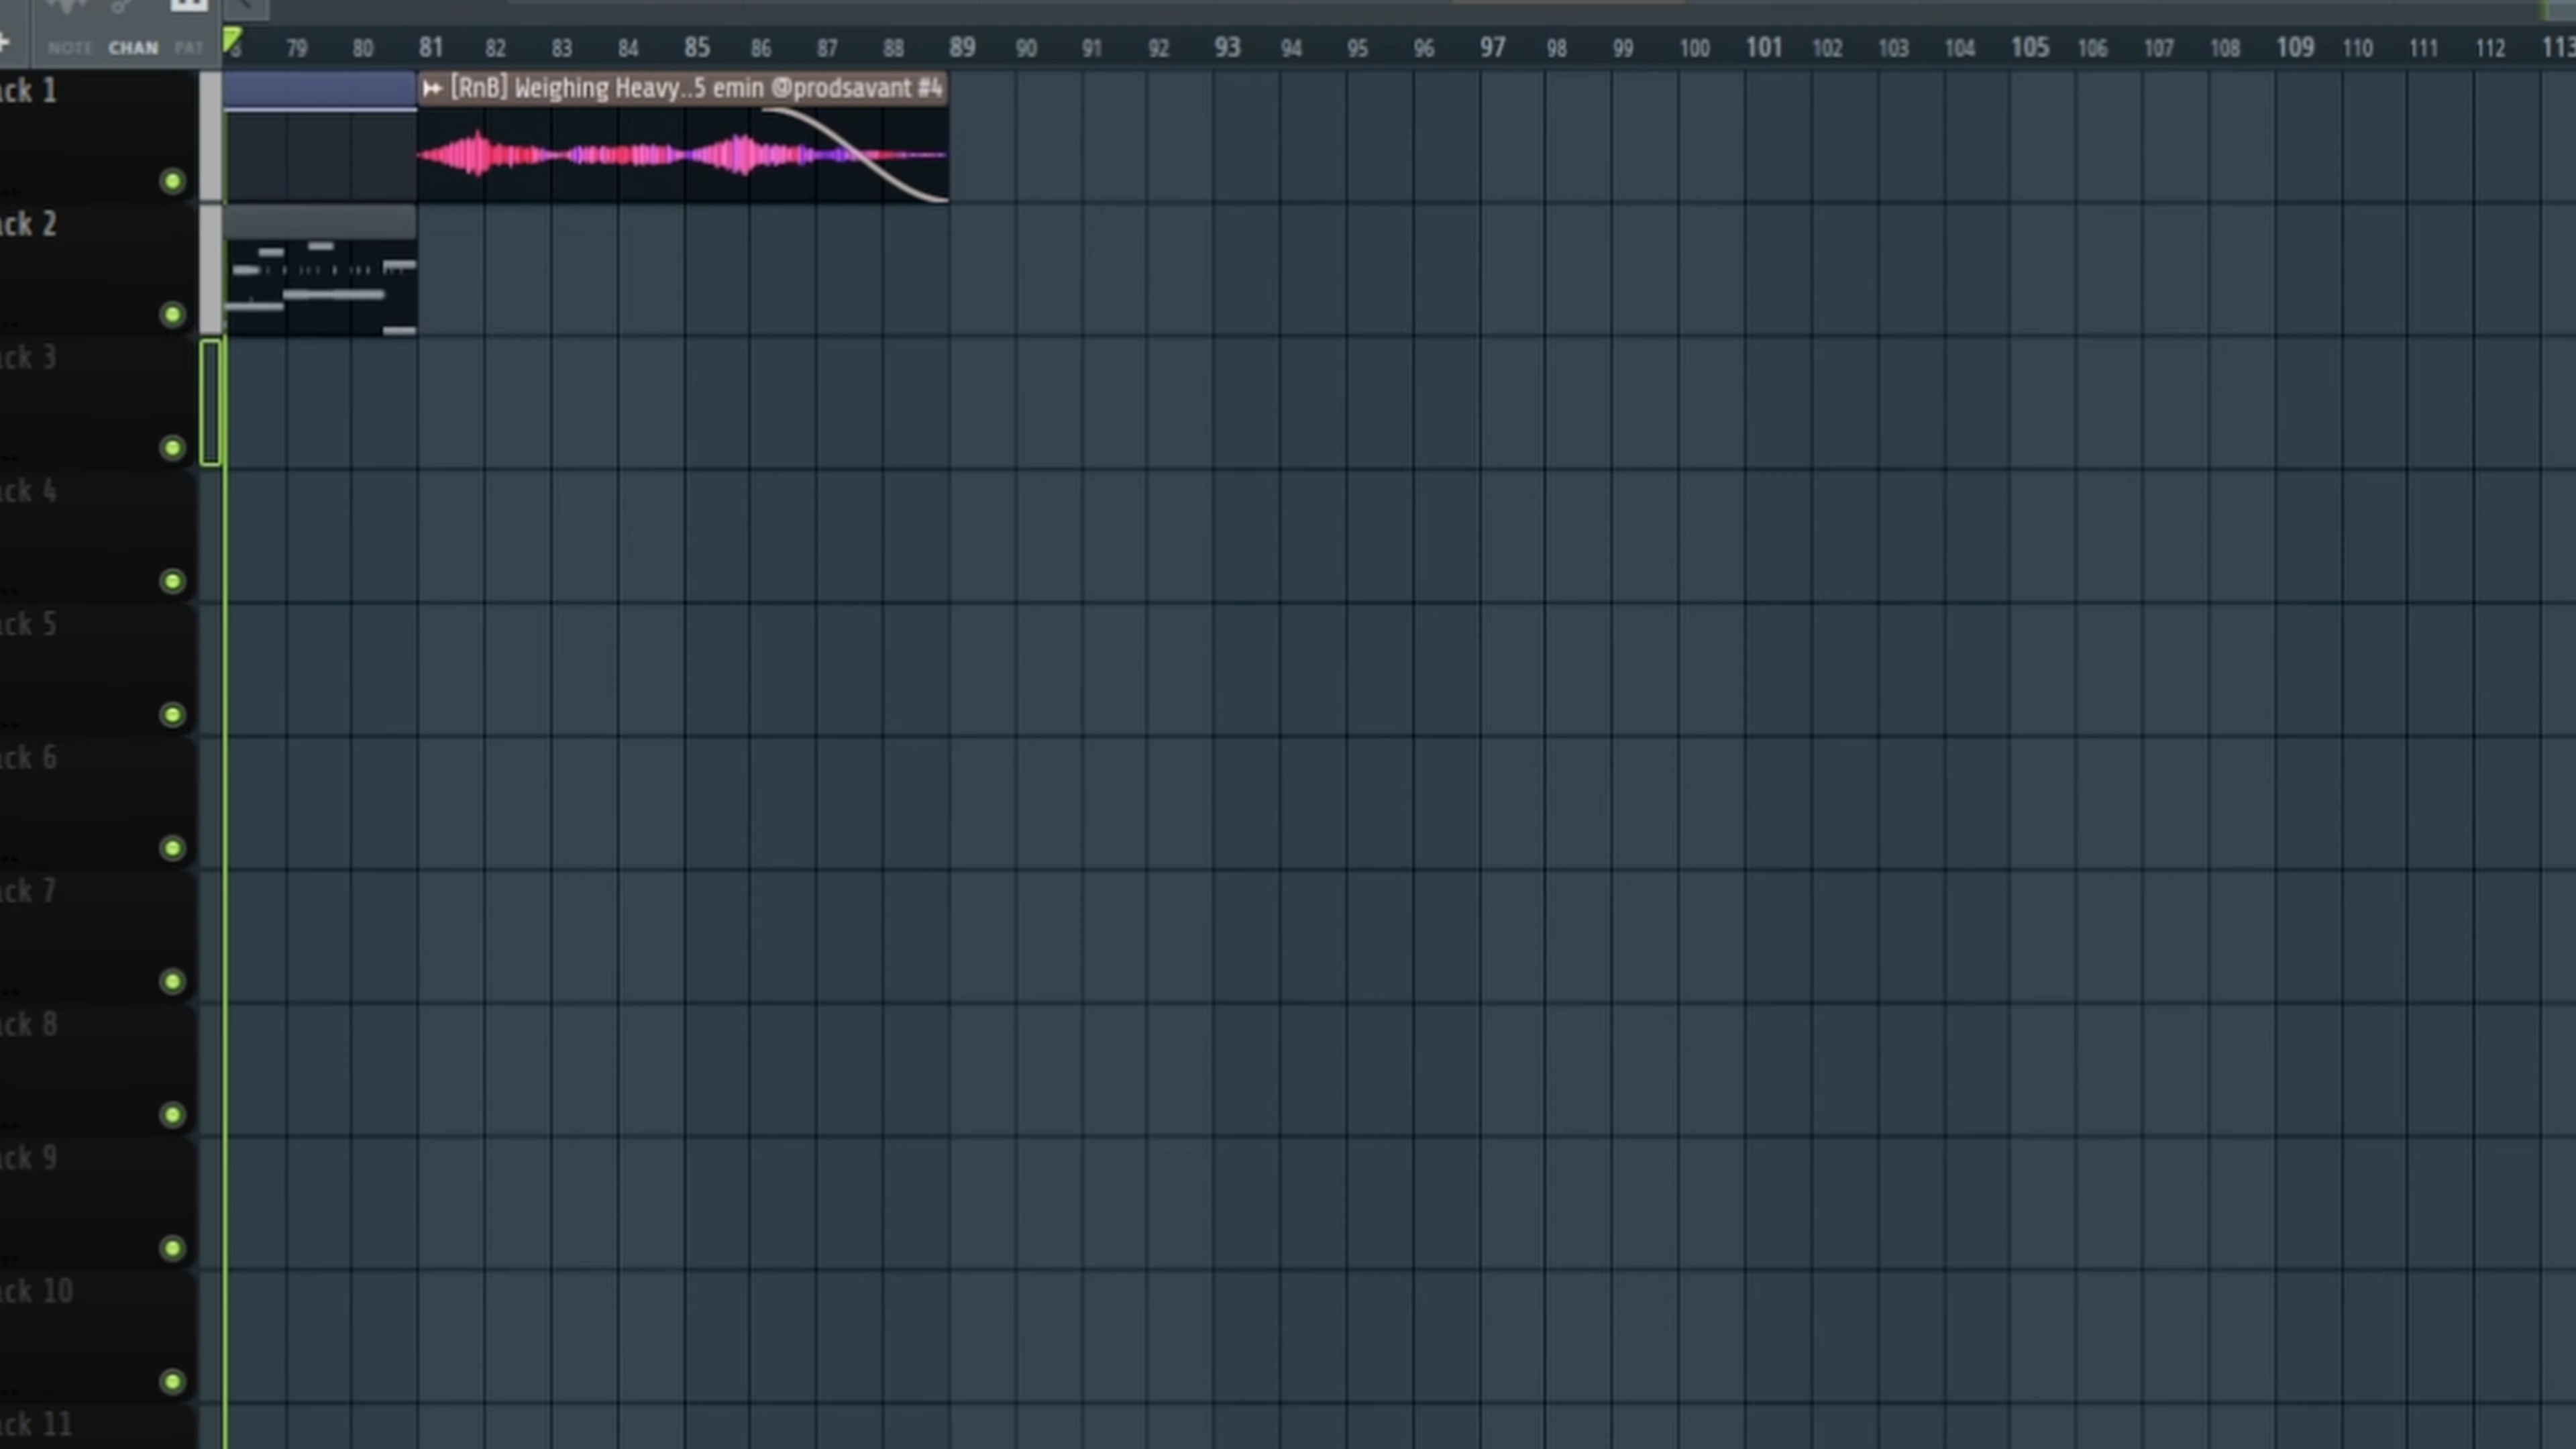 NOTE CHAN PAT
79 80 81 82 83 84 85 86 87 88 89 90 91 92 93 94 95 96 97 98 99 100 101 102 103 104 105 106 107 108 109 110 111 112 113
ck 1
[RnB] Weighing Heavy..5 emin @prodsavant #4
ck 2
ck 3
ck 4
ck 5
ck 6
ck 7
ck 8
ck 9
ck 10
ck 11